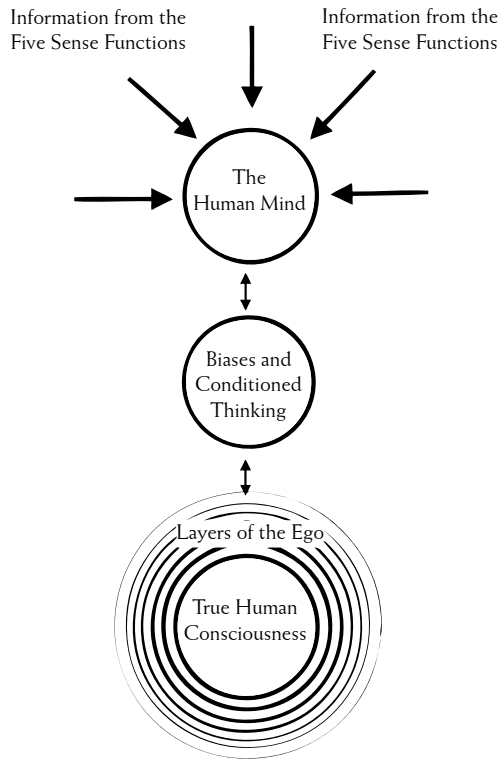 Information from the
Five Sense Functions
Information from the
Five Sense Functions
The
Human Mind
Biases and
Conditioned
Thinking
Layers of the Ego
True Human
Consciousness